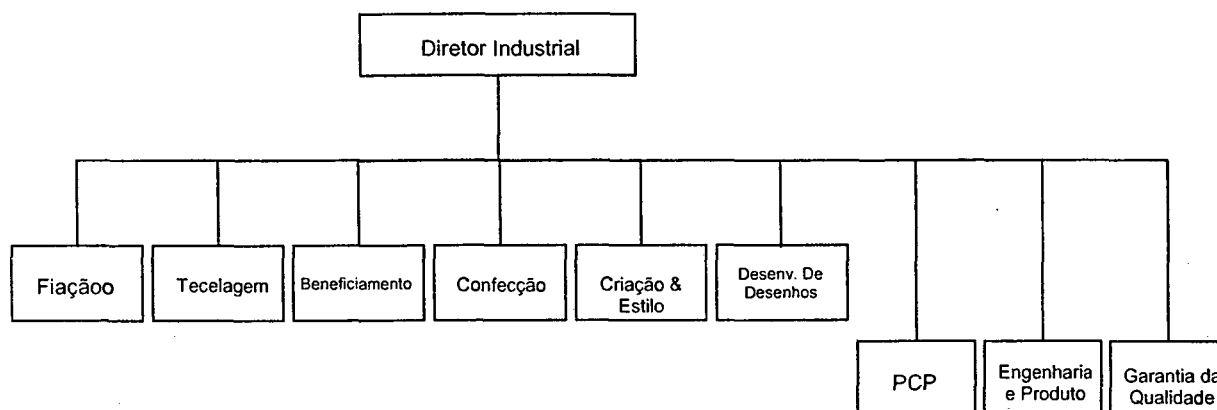 Diretor Industrial
Fiaçãoo
Tecelagem
Beneficiamento
Confecção
Criação &
Estilo
Desenv. De
Desenhos
PCP
Engenharia
e Produto
Garantia da
Qualidade